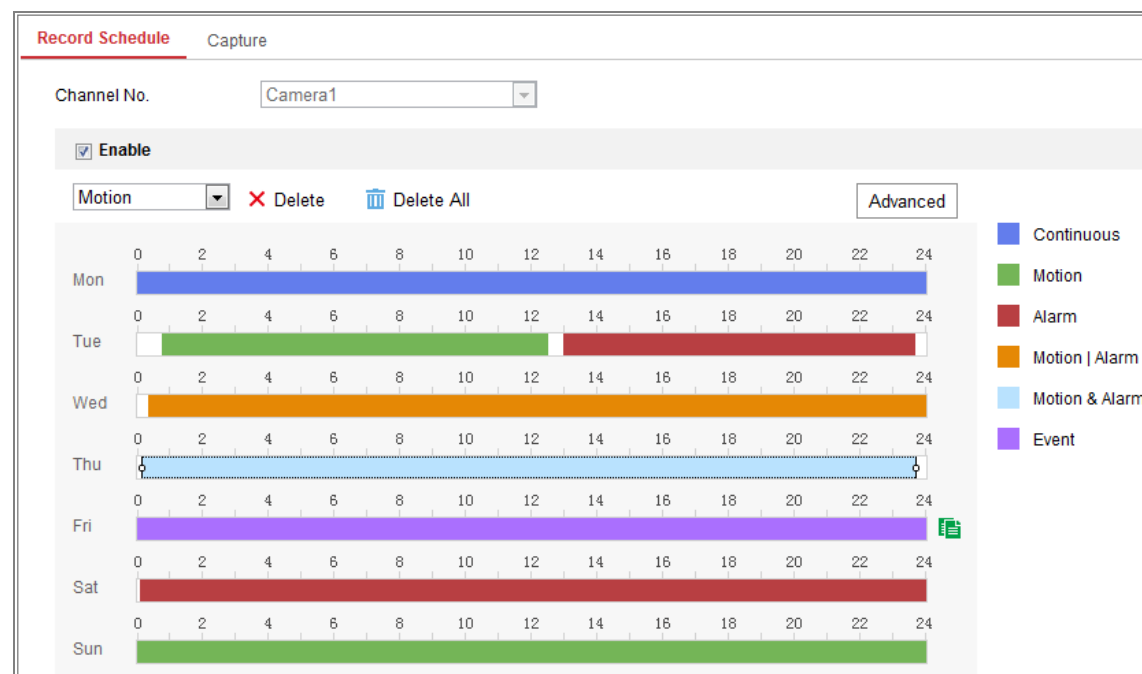 Record Schedule Capture
Channel No. Camera1
Enable
Motion Delete Delete All Advanced
0 2 4 6 8 10 12 14 16 18 20 22 24
Mon
0 2 4 6 8 10 12 14 16 18 20 22 24
Tue
0 2 4 6 8 10 12 14 16 18 20 22 24
Wed
0 2 4 6 8 10 12 14 16 18 20 22 24
Thu
0 2 4 6 8 10 12 14 16 18 20 22 24
Fri
0 2 4 6 8 10 12 14 16 18 20 22 24
Sat
0 2 4 6 8 10 12 14 16 18 20 22 24
Sun
Continuous
Motion
Alarm
Motion | Alarm
Motion & Alarm
Event